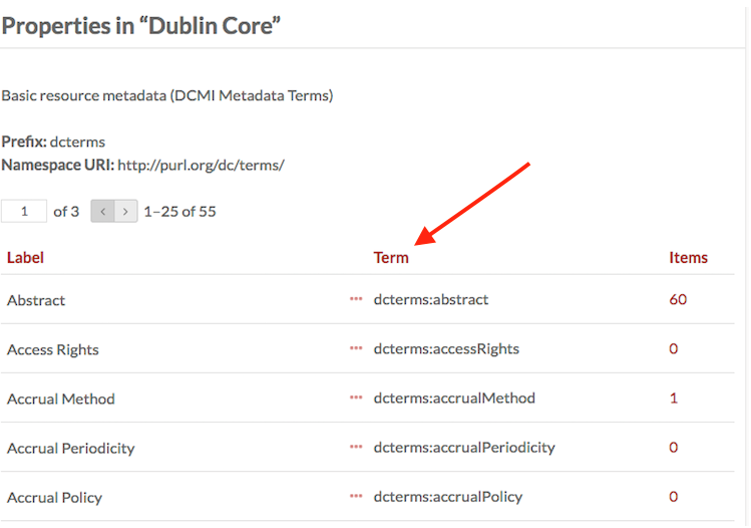 Properties in “Dublin Core”
Basic resource metadata (DCMI Metadata Terms)
Prefix: dcterms
Namespace URI: http://purl.org/dc/terms/
1 of 3 < > 1–25 of 55
Label Term Items
Abstract ••• dcterms:abstract 60
Access Rights ••• dcterms:accessRights 0
Accrual Method ••• dcterms:accrualMethod 1
Accrual Periodicity ••• dcterms:accrualPeriodicity 0
Accrual Policy ••• dcterms:accrualPolicy 0